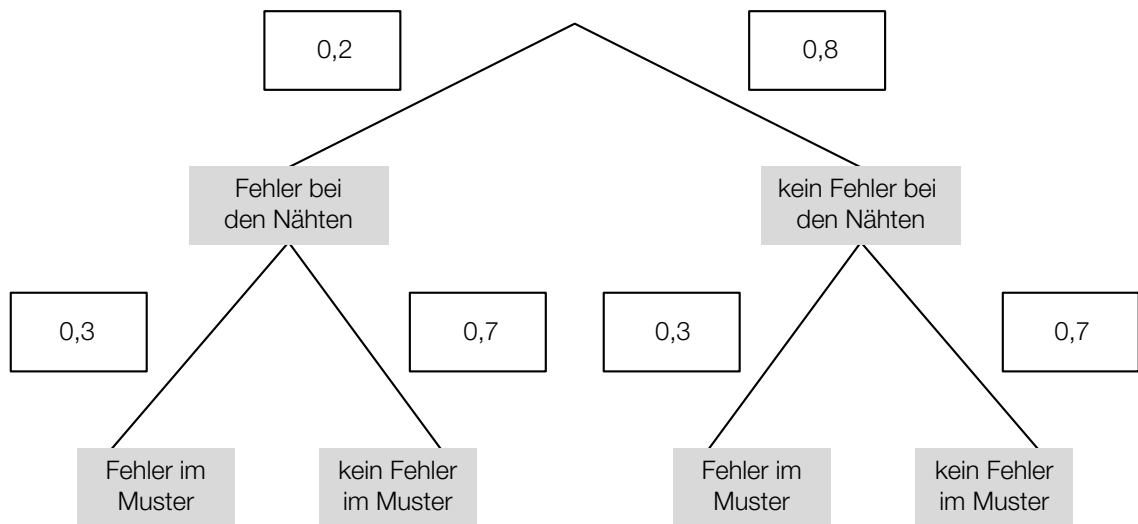 0,2
0,8
Fehler bei
den Nähten
kein Fehler bei
den Nähten
0,3
0,7
0,3
0,7
Fehler im
Muster
kein Fehler
im Muster
Fehler im
Muster
kein Fehler
im Muster